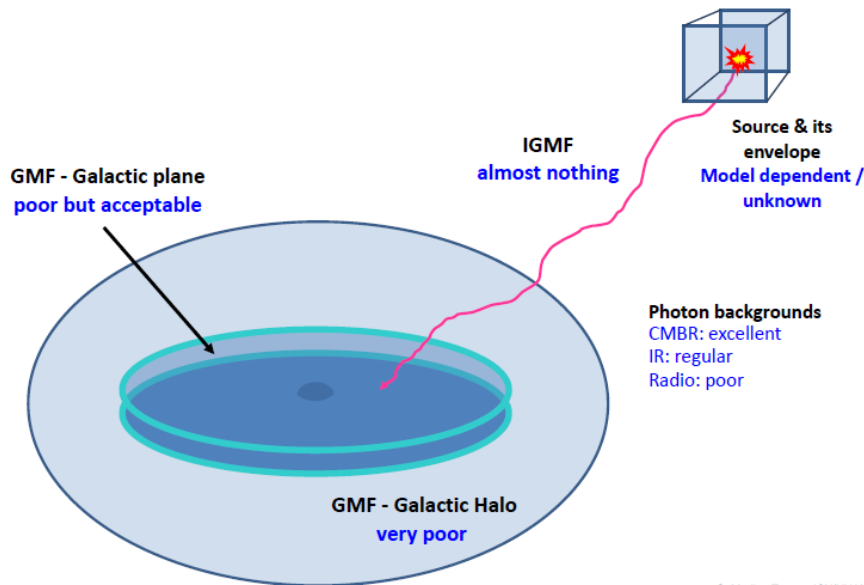 Source & its
envelope
Model dependent /
unknown
IGMF
almost nothing
GMF - Galactic plane
poor but acceptable
Photon backgrounds
CMBR: excellent
IR: regular
Radio: poor
GMF - Galactic Halo
very poor